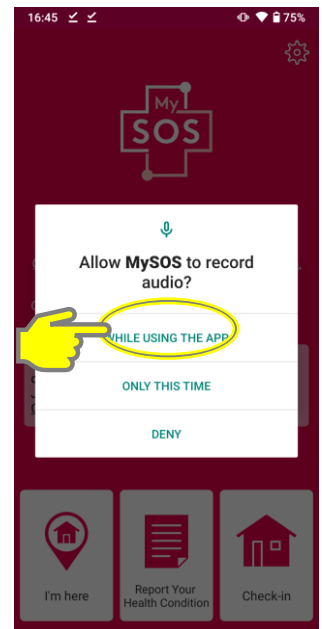 16:45
75%
My
SOS
Allow MySOS to record
audio?
WHILE USING THE APP
ONLY THIS TIME
DENY
I'm here
Report Your
Health Condition
Check-in